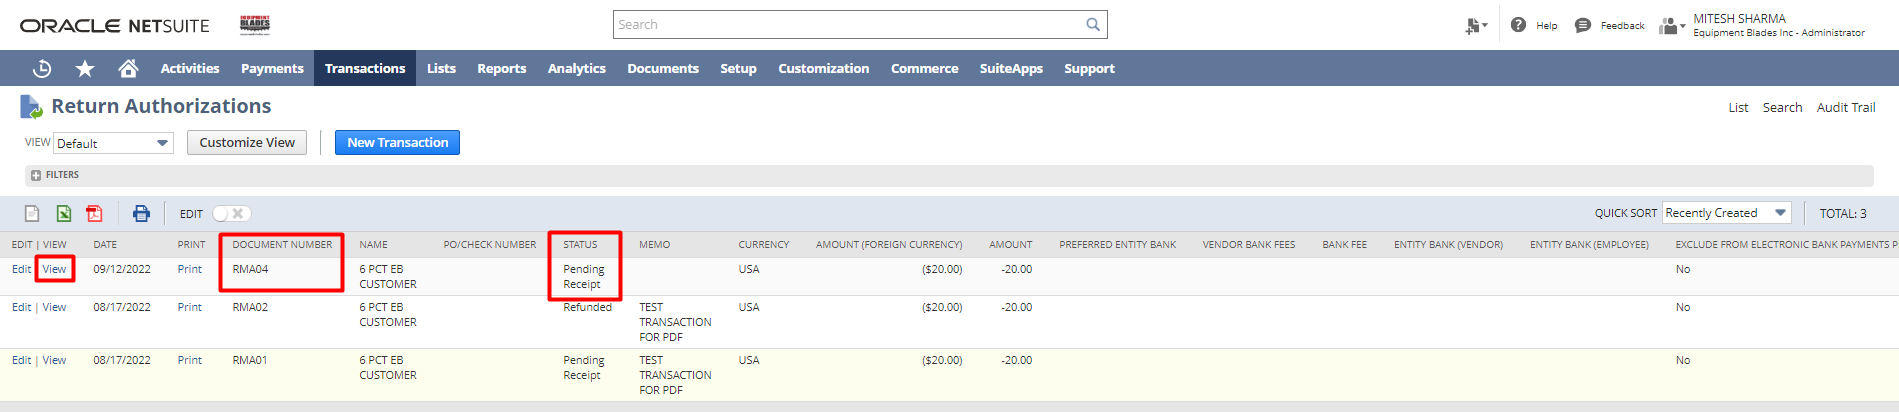 ORACLE NETSUITE
EQUIPMENT
BLADES
Search
Help
Feedback
MITESH SHARMA
Equipment Blades Inc - Administrator
Activities Payments Transactions Lists Reports Analytics Documents Setup Customization Commerce SuiteApps Support
Return Authorizations
List Search Audit Trail
VIEW Default Customize View New Transaction
FILTERS
EDIT
QUICK SORT Recently Created TOTAL: 3
EDIT | VIEW DATE PRINT DOCUMENT NUMBER NAME PO/CHECK NUMBER STATUS MEMO CURRENCY AMOUNT (FOREIGN CURRENCY) AMOUNT PREFERRED ENTITY BANK VENDOR BANK FEES BANK FEE ENTITY BANK (VENDOR) ENTITY BANK (EMPLOYEE) EXCLUDE FROM ELECTRONIC BANK PAYMENTS P
Edit | View 09/12/2022 Print RMA04 6 PCT EB Pending USA ($20.00) -20.00 No
CUSTOMER Receipt
Edit | View 08/17/2022 Print RMA02 6 PCT EB Refunded TEST USA ($20.00) -20.00 No
CUSTOMER TRANSACTION
FOR PDF
Edit | View 08/17/2022 Print RMA01 6 PCT EB Pending TEST USA ($20.00) -20.00 No
CUSTOMER Receipt TRANSACTION
FOR PDF